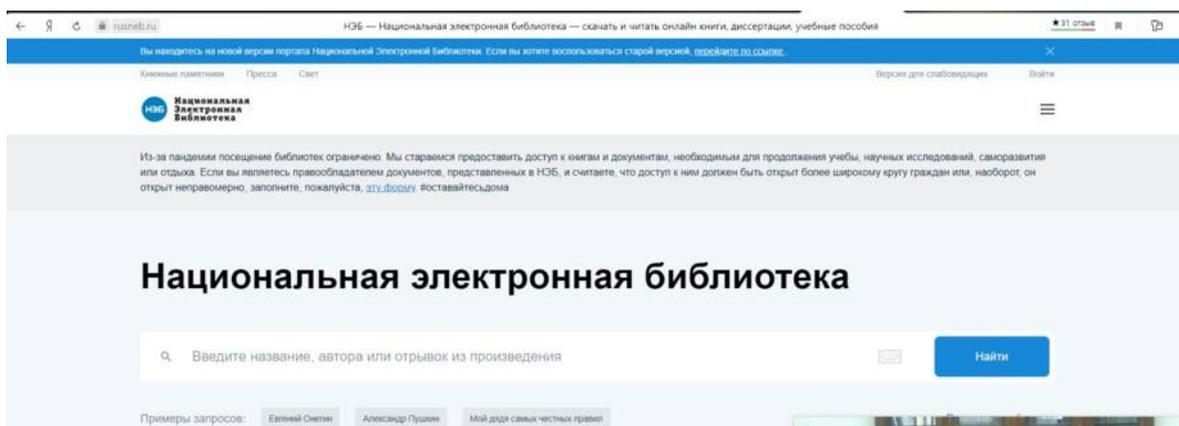 rusneb.ru
НЭБ — Национальная электронная библиотека — скачать и читать онлайн книги, диссертации, учебные пособия
★31 отзыв
Вы находитесь на новой версии портала Национальной Электронной Библиотеки. Если вы хотите воспользоваться старой версией, перейдите по ссылке.
Книжные памятники Пресса Свет Версия для слабовидящих Войти
НЭБ
Национальная
Электронная
Библиотека
Из-за пандемии посещение библиотек ограничено. Мы стараемся предоставить доступ к книгам и документам, необходимым для продолжения учебы, научных исследований, саморазвития
или отдыха. Если вы являетесь правообладателем документов, представленных в НЭБ, и считаете, что доступ к ним должен быть открыт более широкому кругу граждан или, наоборот, он
открыт неправомерно, заполните, пожалуйста, эту форму. #оставайтесьдома
Национальная электронная библиотека
Введите название, автора или отрывок из произведения
Найти
Примеры запросов: Евгений Онегин Александр Пушкин Мой дядя самых честных правил